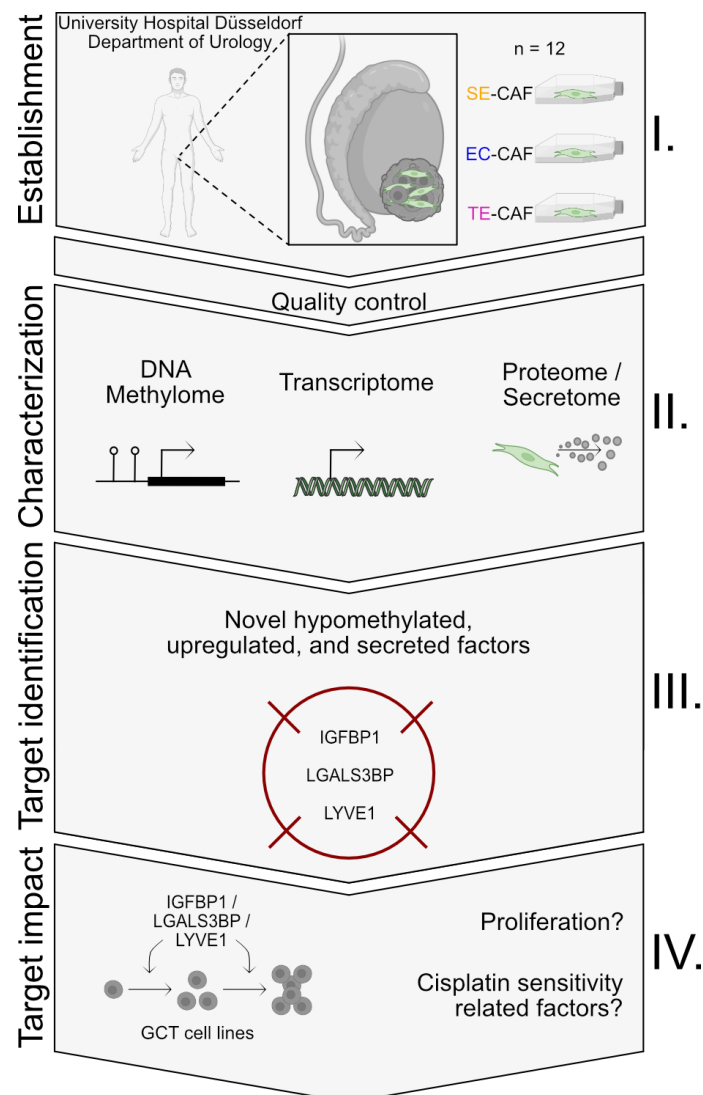 Establishment
University Hospital Düsseldorf
Department of Urology
n = 12
SE-CAF
EC-CAF
TE-CAF
I.
Quality control
Characterization
DNA
Methylome
Transcriptome
Proteome /
Secretome
II.
Target identification
Novel hypomethylated,
upregulated, and secreted factors
IGFBP1
LGALS3BP
LYVE1
III.
Target impact
IGFBP1 /
LGALS3BP /
LYVE1
GCT cell lines
Proliferation?
Cisplatin sensitivity
related factors?
IV.